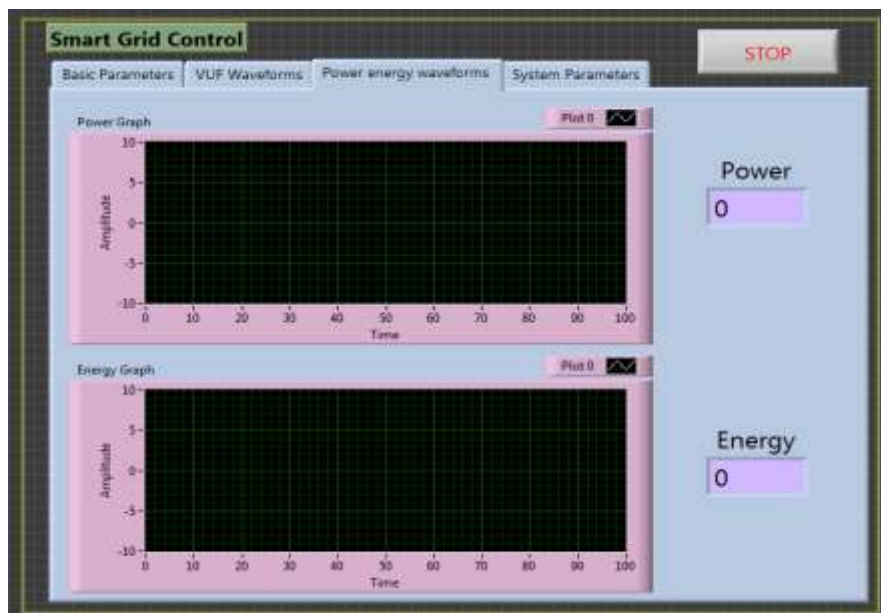 Smart Grid Control
STOP
Basic Parameters VUF Waveforms Power energy waveforms System Parameters
Power Graph Plot 0
10
5
0
-5
-10
Amplitude
0 10 20 30 40 50 60 70 80 90 100
Time
Power
0
Energy Graph Plot 0
10
5
0
-5
-10
Amplitude
0 10 20 30 40 50 60 70 80 90 100
Time
Energy
0